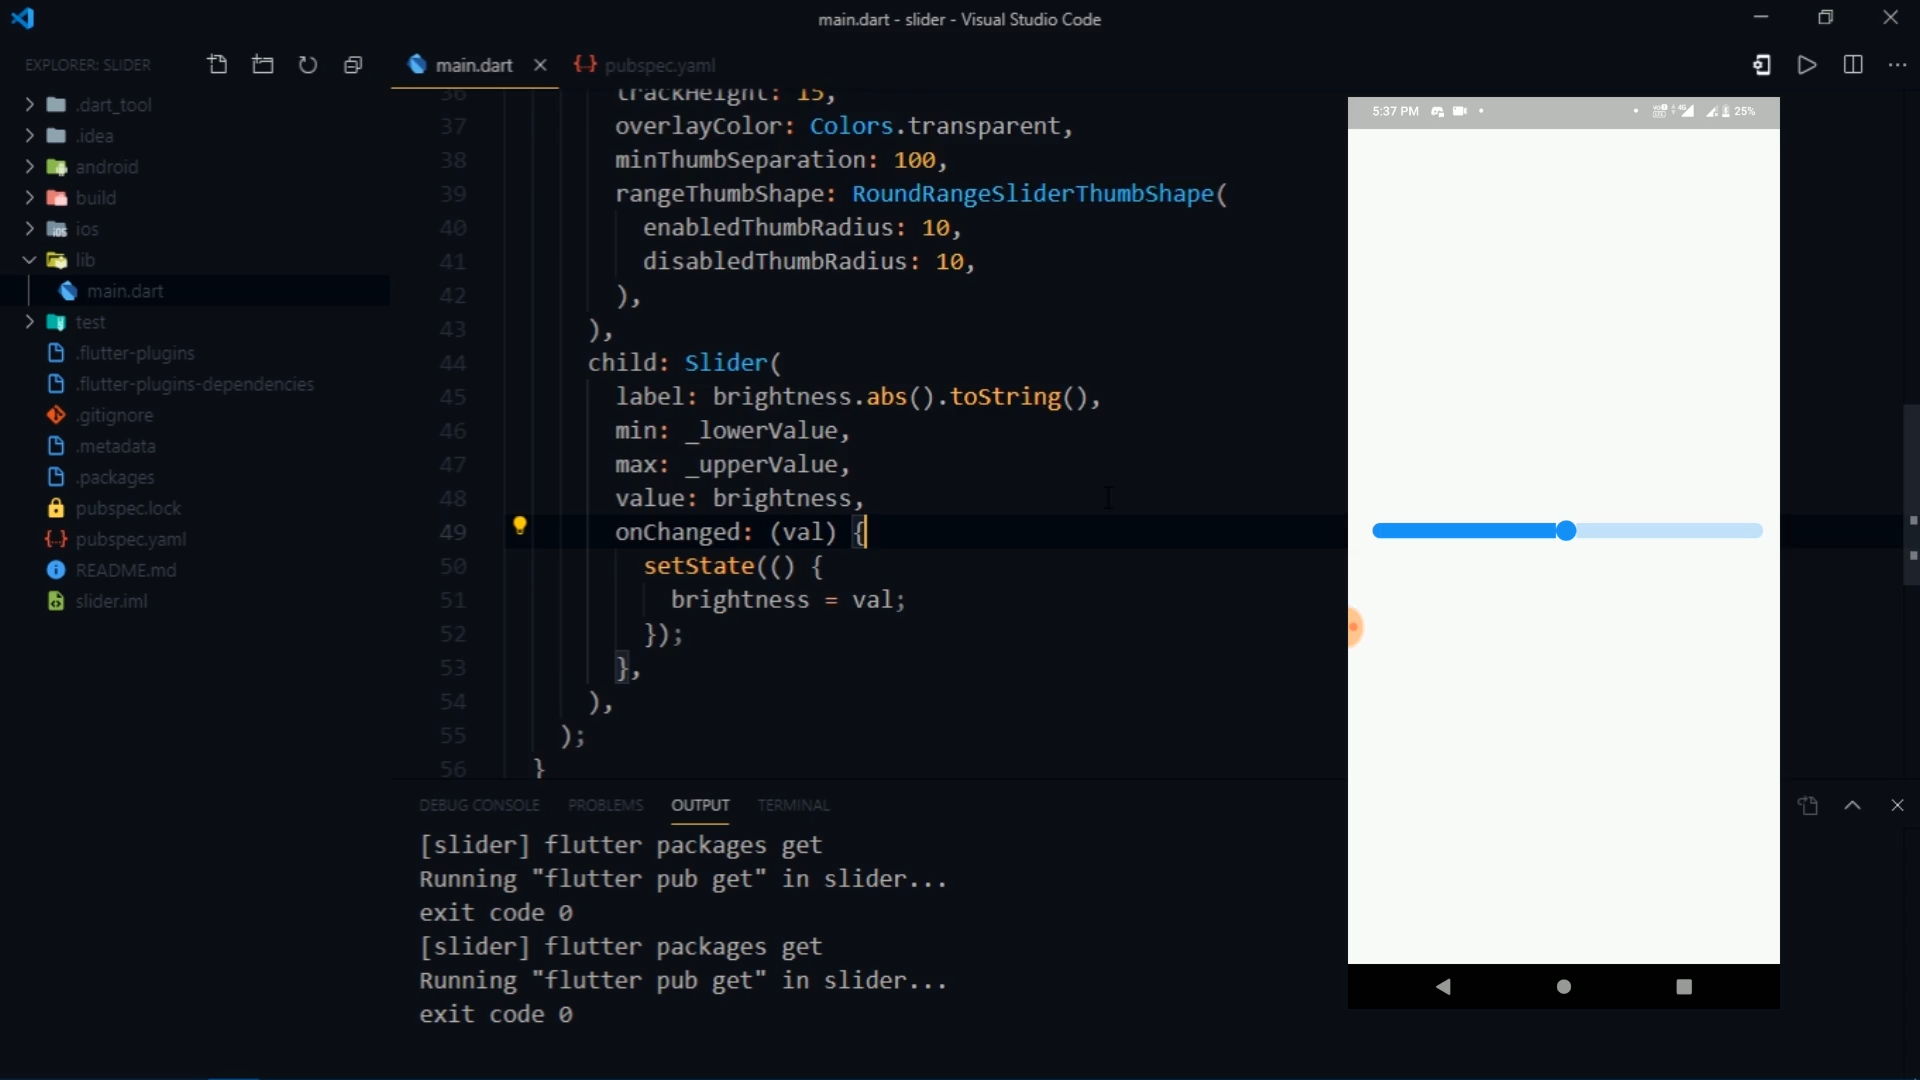 main.dart - slider - Visual Studio Code
EXPLORER: SLIDER
main.dart
pubspec.yaml
.dart_tool
.idea
android
build
ios
lib
main.dart
test
.flutter-plugins
.flutter-plugins-dependencies
.gitignore
.metadata
.packages
pubspec.lock
pubspec.yaml
README.md
slider.iml
36 trackHeight: 15,
37 overlayColor: Colors.transparent,
38 minThumbSeparation: 100,
39 rangeThumbShape: RoundRangeSliderThumbShape(
40 enabledThumbRadius: 10,
41 disabledThumbRadius: 10,
42 ),
43 ),
44 child: Slider(
45 label: brightness.abs().toString(),
46 min: _lowerValue,
47 max: _upperValue,
48 value: brightness,
49 onChanged: (val) {
50 setState(() {
51 brightness = val;
52 });
53 },
54 ),
55 );
56 }
5:37 PM
25%
DEBUG CONSOLE PROBLEMS OUTPUT TERMINAL
[slider] flutter packages get
Running "flutter pub get" in slider...
exit code 0
[slider] flutter packages get
Running "flutter pub get" in slider...
exit code 0